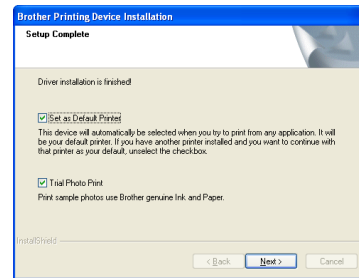 Brother Printing Device Installation
Setup Complete
Driver installation is finished!
Set as Default Printer
This device will automatically be selected when you try to print from any application. It will
be your default printer. If you have another printer installed and you want to continue with
that printer as your default, unselect the checkbox.
Trial Photo Print
Print sample photos use Brother genuine Ink and Paper.
InstallShield
< Back
Next >
Cancel